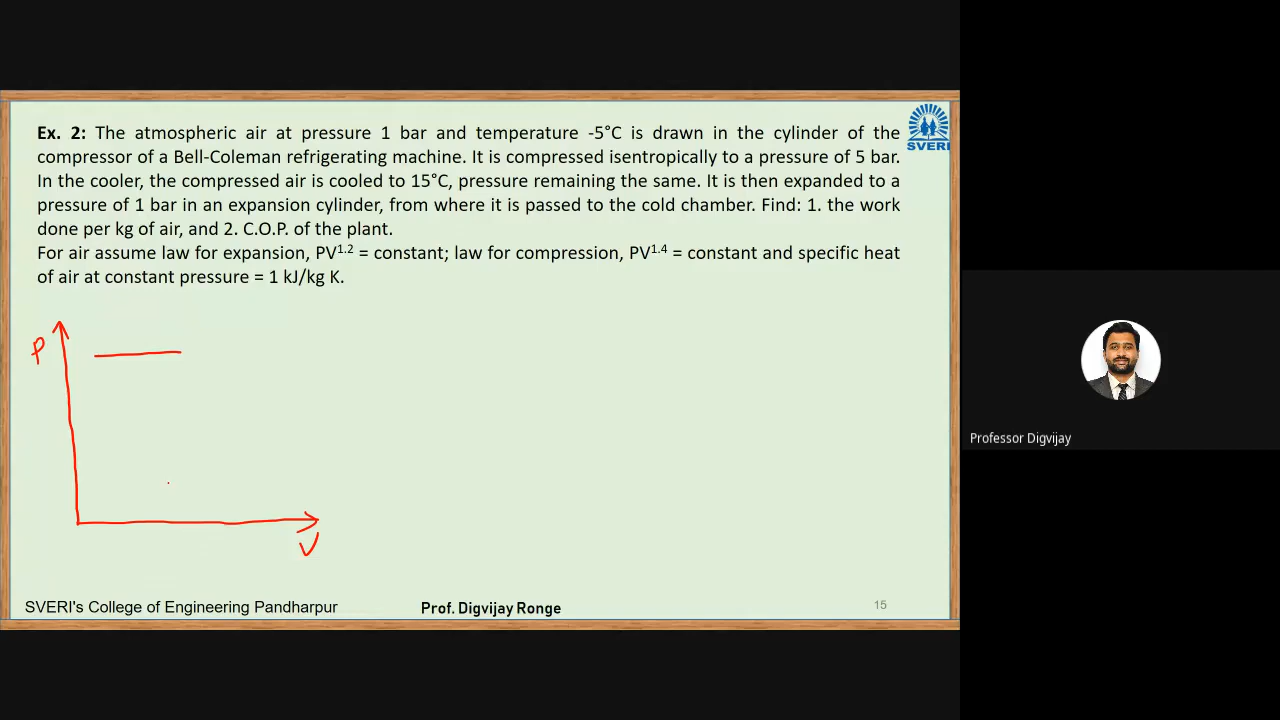 Ex. 2: The atmospheric air at pressure 1 bar and temperature -5°C is drawn in the cylinder of the
compressor of a Bell-Coleman refrigerating machine. It is compressed isentropically to a pressure of 5 bar.
In the cooler, the compressed air is cooled to 15°C, pressure remaining the same. It is then expanded to a
pressure of 1 bar in an expansion cylinder, from where it is passed to the cold chamber. Find: 1. the work
done per kg of air, and 2. C.O.P. of the plant.
For air assume law for expansion, PV^1.2 = constant; law for compression, PV^1.4 = constant and specific heat
of air at constant pressure = 1 kJ/kg K.
SVERI
P
V
Professor Digvijay
SVERI's College of Engineering Pandharpur
Prof. Digvijay Ronge
15